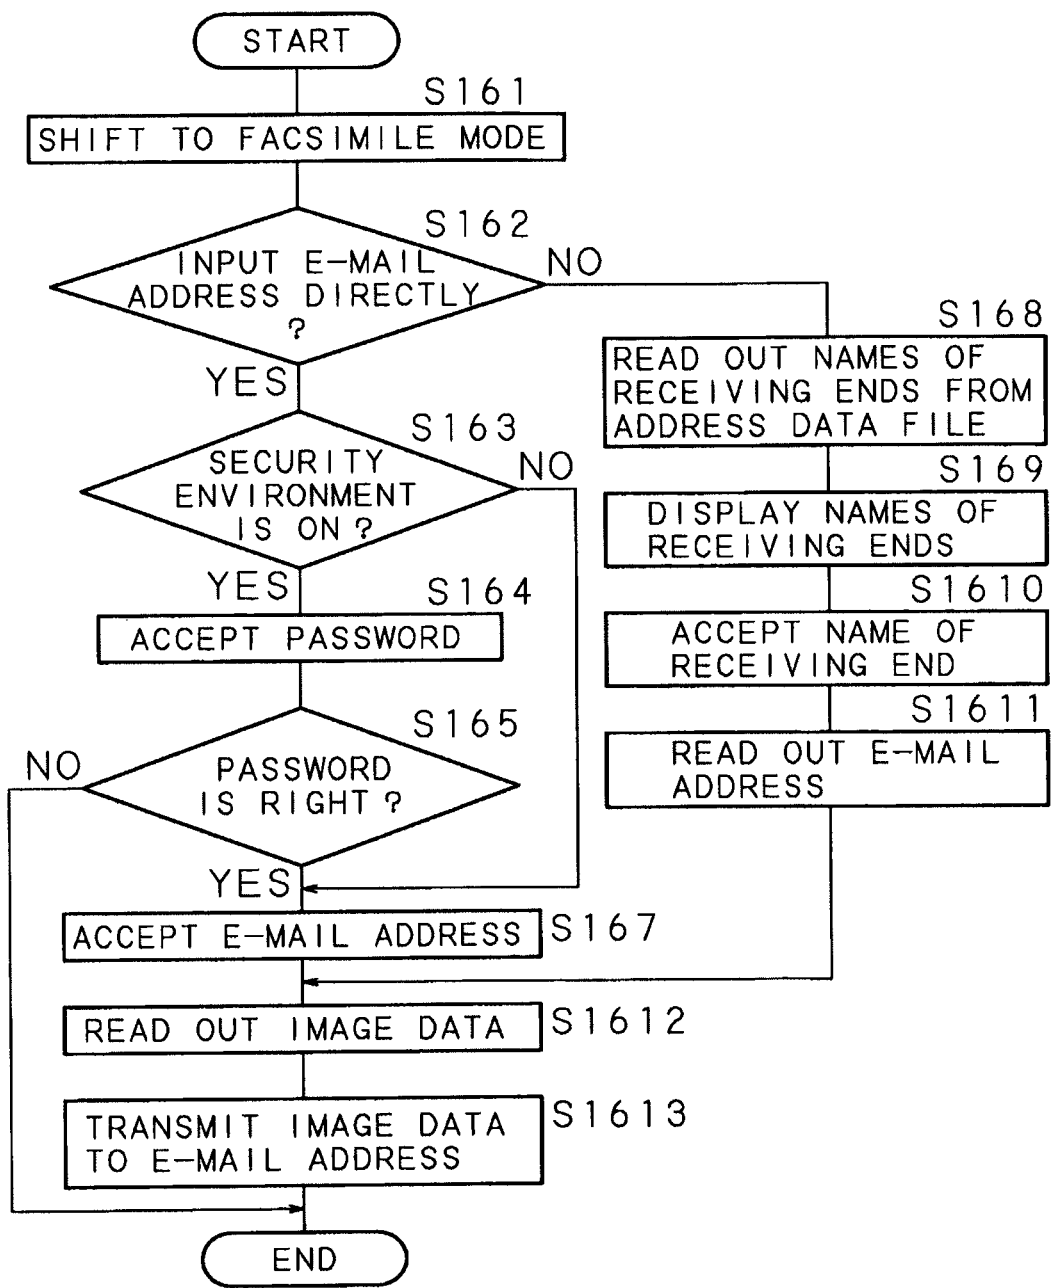 START
S161
SHIFT TO FACSIMILE MODE
S162
INPUT E-MAIL
ADDRESS DIRECTLY
?
NO
YES
S163
SECURITY
ENVIRONMENT
IS ON ?
NO
YES
S164
ACCEPT PASSWORD
S165
PASSWORD
IS RIGHT ?
NO
YES
ACCEPT E-MAIL ADDRESS
S167
S168
READ OUT NAMES OF
RECEIVING ENDS FROM
ADDRESS DATA FILE
S169
DISPLAY NAMES OF
RECEIVING ENDS
S1610
ACCEPT NAME OF
RECEIVING END
S1611
READ OUT E-MAIL
ADDRESS
READ OUT IMAGE DATA
S1612
TRANSMIT IMAGE DATA
TO E-MAIL ADDRESS
S1613
END